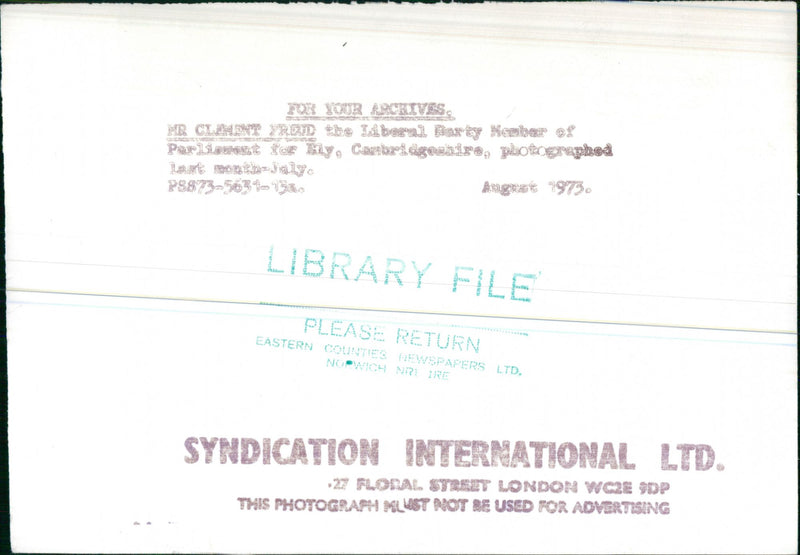 FOR YOUR ARCHIVES.
MR CLEMENT FREUD the Liberal Party Member of
Parliament for Ely, Cambridgeshire, photographed
last month-July.
PS873-5631-13a. August 1973.
LIBRARY FILE
PLEASE RETURN
EASTERN COUNTIES NEWSPAPERS LTD.
NORWICH NR1 1RE
SYNDICATION INTERNATIONAL LTD.
27 FLORAL STREET LONDON WC2E 9DP
THIS PHOTOGRAPH MUST NOT BE USED FOR ADVERTISING